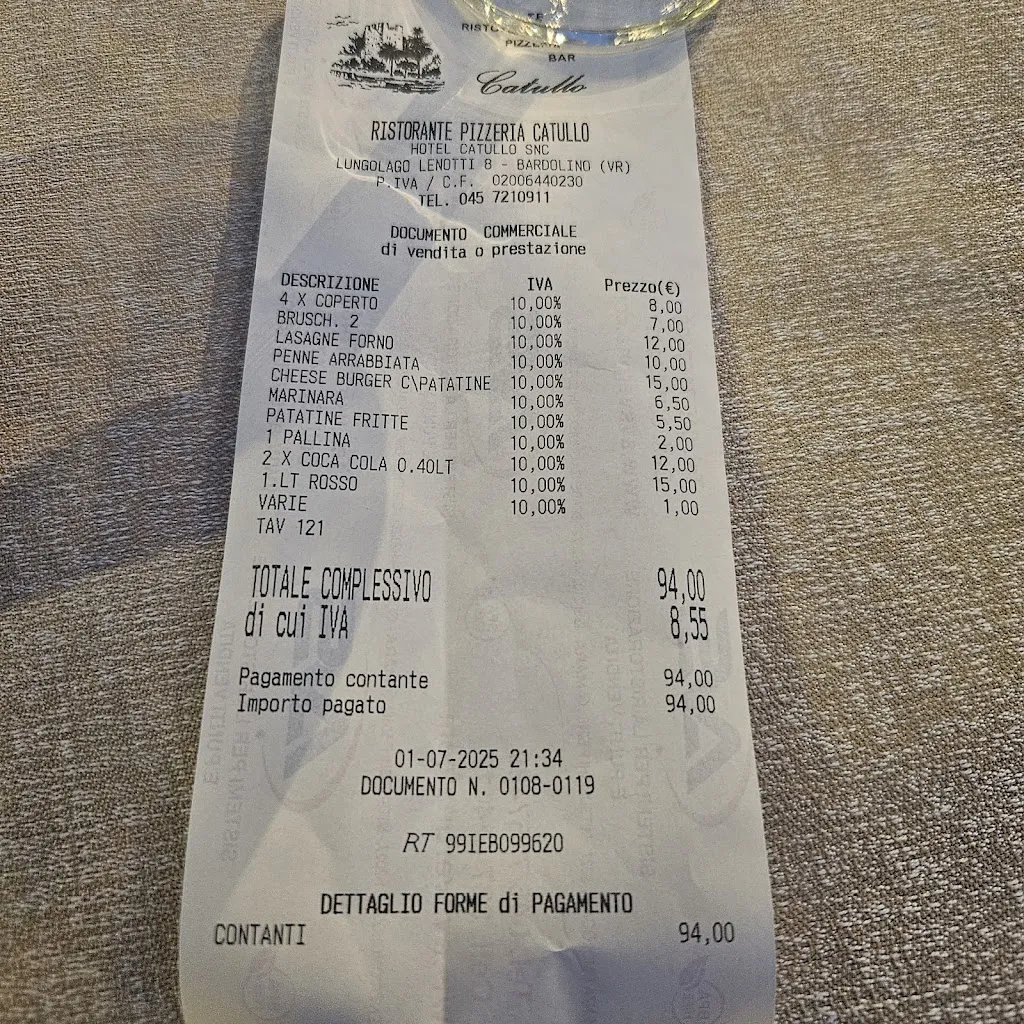 RISTO
PIZZERIA
BAR
Catullo
RISTORANTE PIZZERIA CATULLO
HOTEL CATULLO SNC
LUNGOLAGO LENOTTI 8 - BARDOLINO (VR)
P.IVA / C.F. 02006440230
TEL. 045 7210911
DOCUMENTO COMMERCIALE
di vendita o prestazione
DESCRIZIONE IVA Prezzo(€)
4 X COPERTO 10,00% 8,00
BRUSCH. 2 10,00% 7,00
LASAGNE FORNO 10,00% 12,00
PENNE ARRABBIATA 10,00% 10,00
CHEESE BURGER C\PATATINE 10,00% 15,00
MARINARA 10,00% 6,50
PATATINE FRITTE 10,00% 5,50
1 PALLINA 10,00% 2,00
2 X COCA COLA 0.40LT 10,00% 12,00
1.LT ROSSO 10,00% 15,00
VARIE 10,00% 1,00
TAV 121
TOTALE COMPLESSIVO 94,00
di cui IVA 8,55
Pagamento contante 94,00
Importo pagato 94,00
01-07-2025 21:34
DOCUMENTO N. 0108-0119
RT 99IEB099620
DETTAGLIO FORME di PAGAMENTO
CONTANTI 94,00